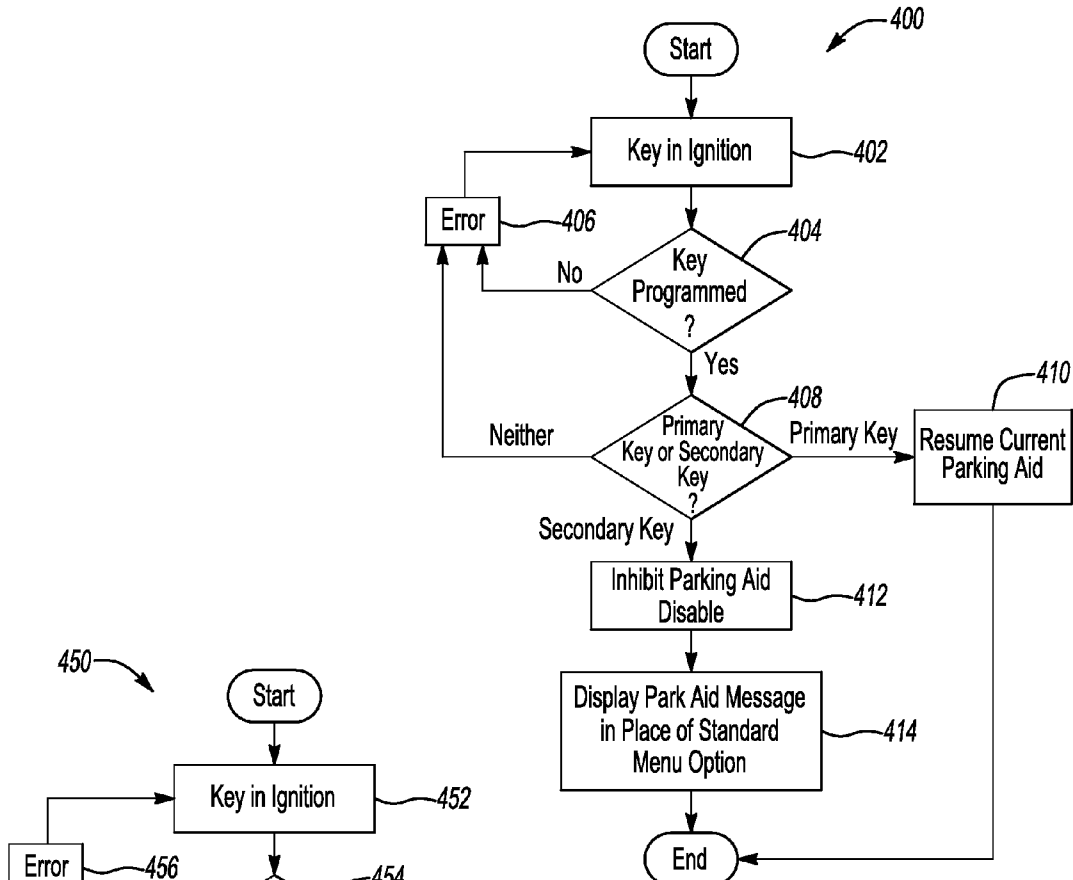 400
Start
Key in Ignition
402
Error
406
404
Key
Programmed
?
No
Yes
410
408
Neither
Primary
Key or Secondary
Key
?
Primary Key
Resume Current
Parking Aid
Secondary Key
Inhibit Parking Aid
Disable
412
Display Park Aid Message
in Place of Standard
Menu Option
414
End
450
Start
Key in Ignition
452
Error
456
454